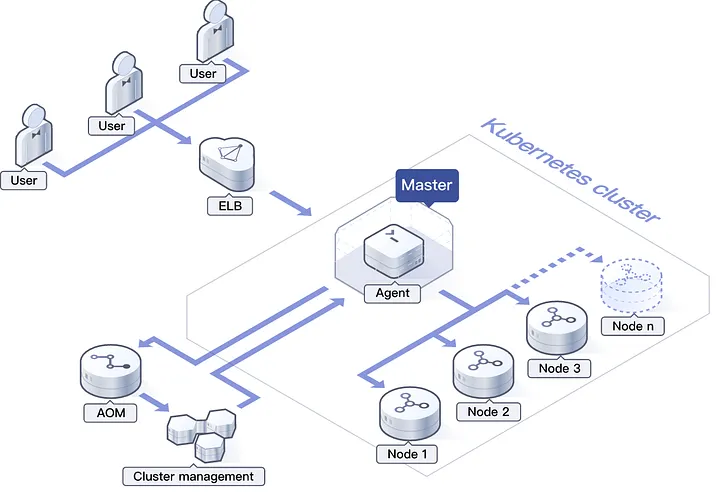 User
User
User
ELB
Kubernetes cluster
Master
Agent
Node n
Node 3
Node 2
Node 1
AOM
Cluster management